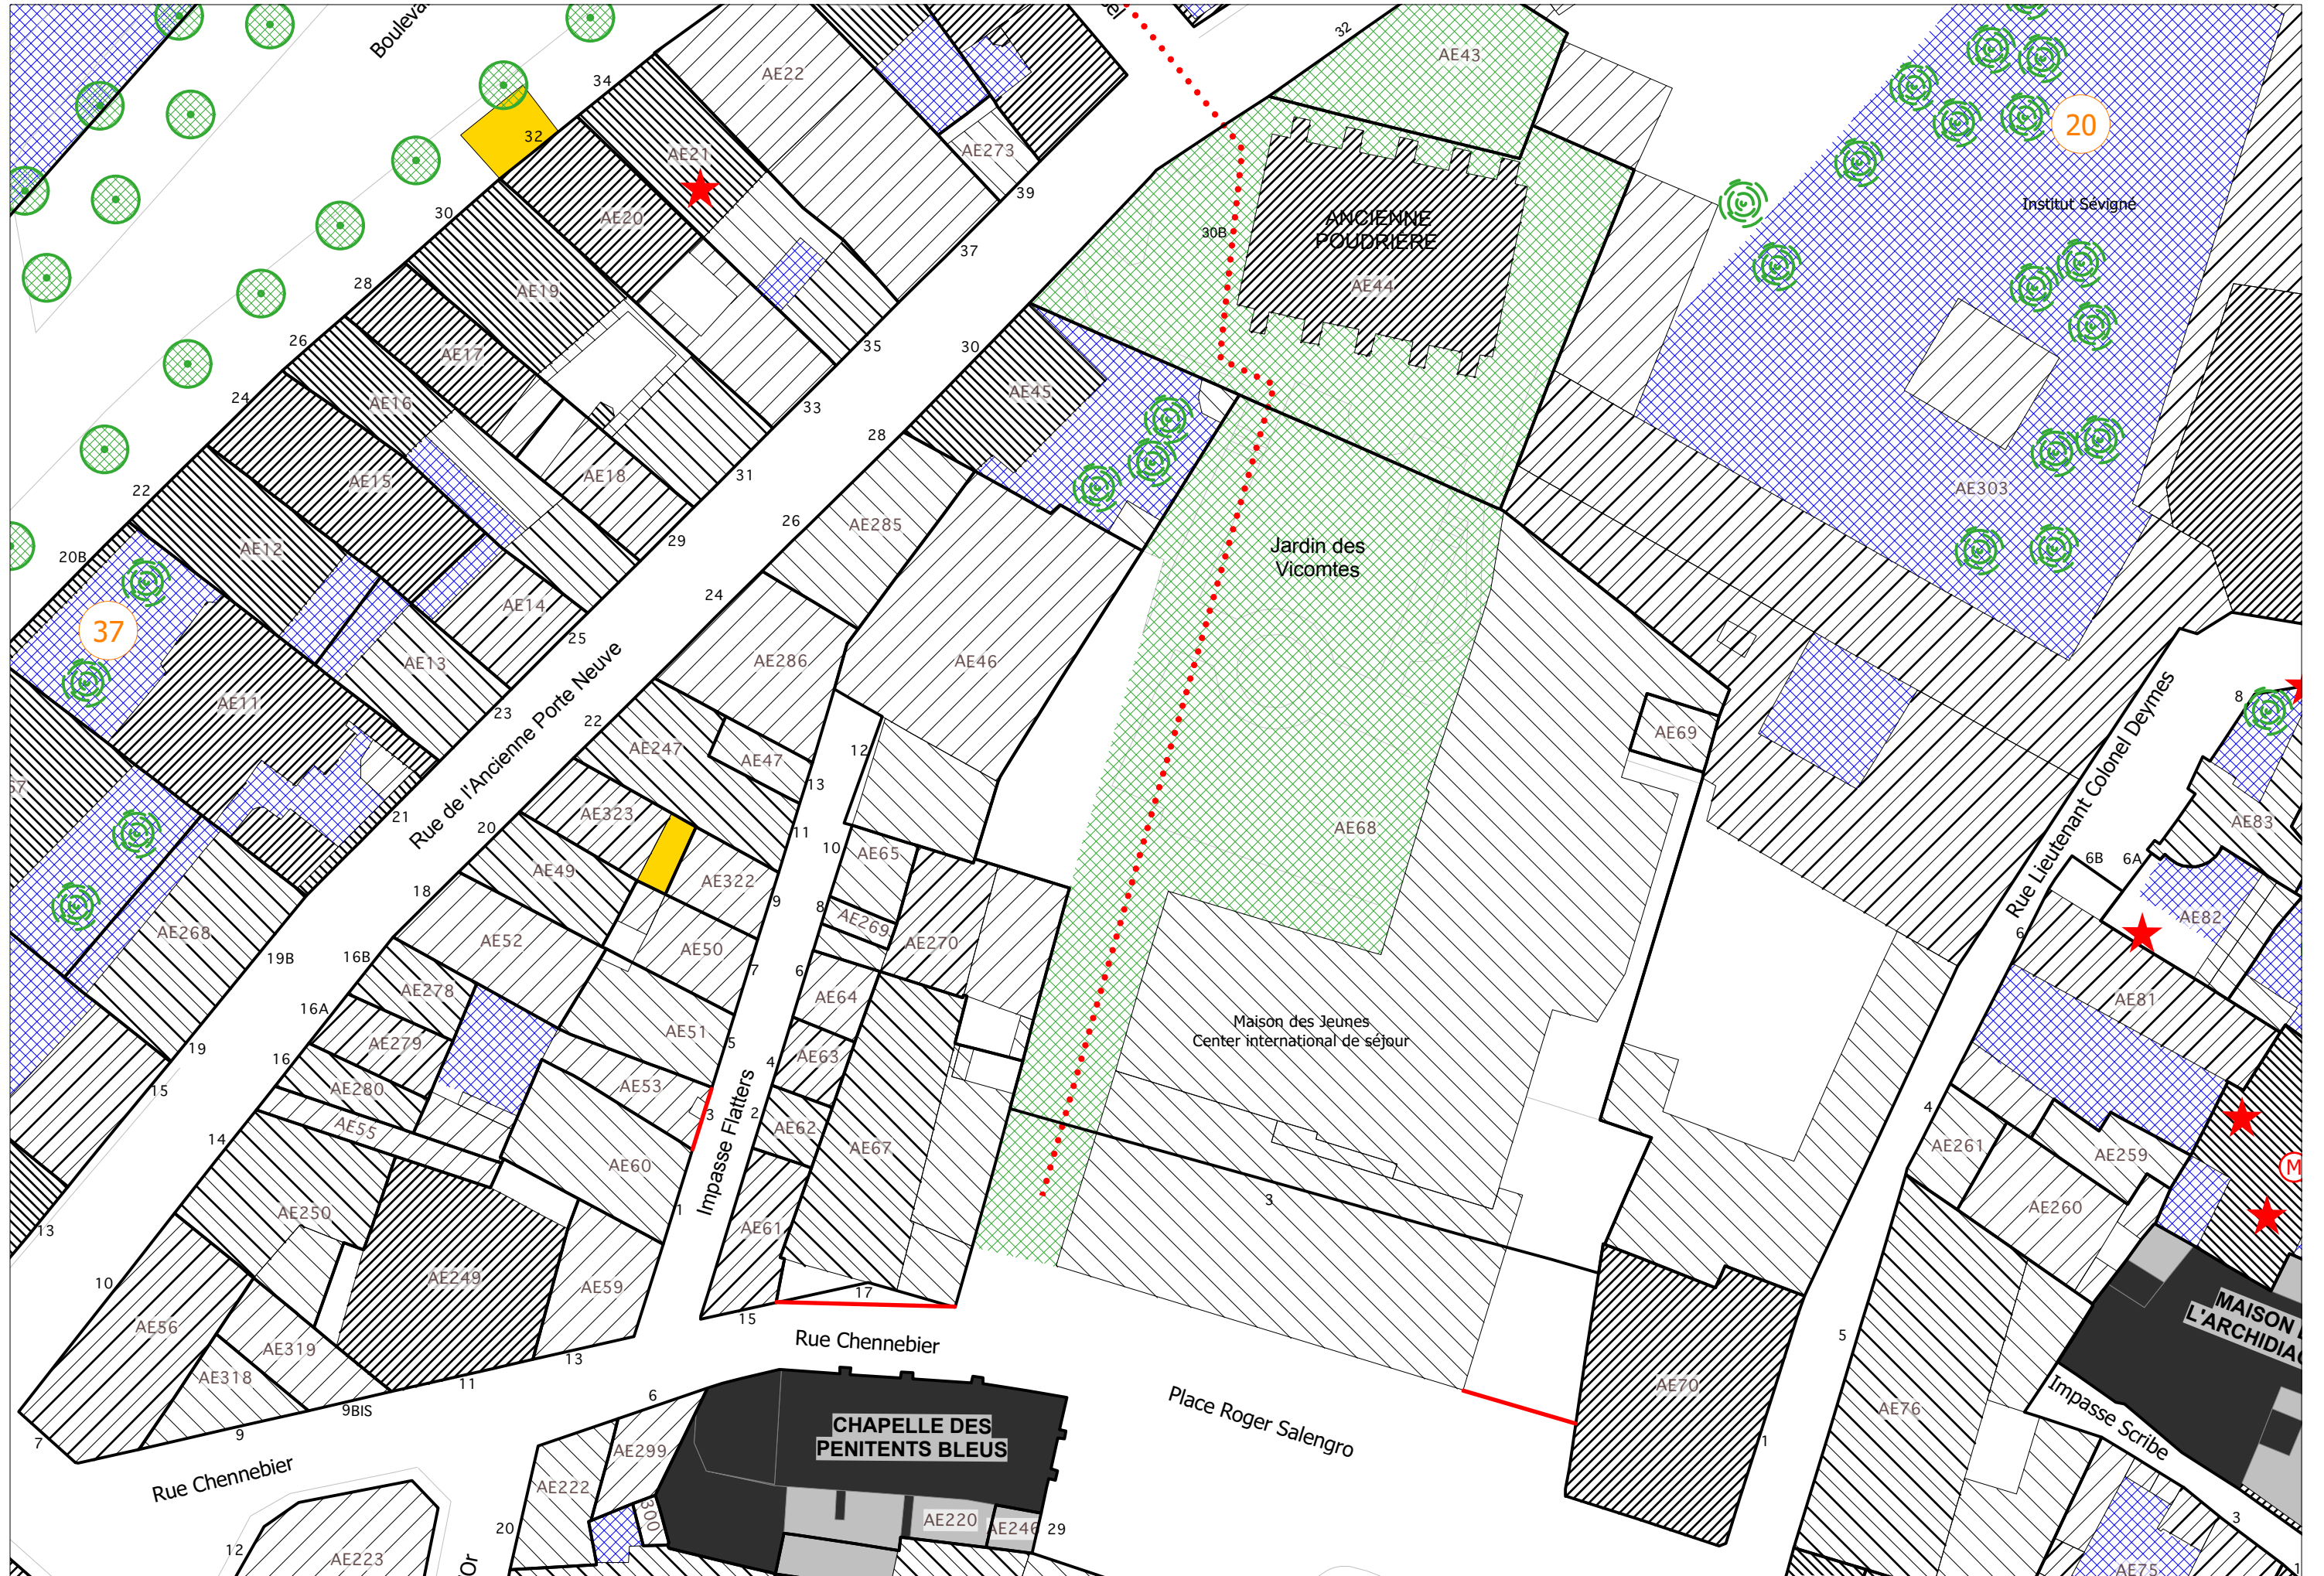 Bouleva
el
32
AE43
34
AE22
32
AE21
AE273
39
20
Institut Sévigné
30
AE20
30B
ANCIENNE
POUDRIERE
AE44
37
28
AE19
26
AE17
35
30
24
AE16
33
AE45
28
AE18
31
22
AE15
26
AE285
29
AE303
20B
AE12
Jardin des
Vicomtes
24
AE14
25
37
AE13
AE286
AE46
AE11
23
Rue de l'Ancienne Porte Neuve
22
AE247
AE47
12
13
AE69
Rue Lieutenant Colonel Deymes
8
57
21
20
AE323
11
10
AE65
AE68
AE83
6B
6A
AE49
AE322
18
9
8
AE269
AE270
AE82
6
AE268
19B
16B
AE52
AE50
7
6
AE278
AE64
AE81
16A
AE279
AE51
5
Maison des Jeunes
Center international de séjour
19
16
15
AE280
AE53
4
AE63
3
2
AE62
AE55
Impasse Flatters
4
AE261
AE259
M
14
AE60
AE67
AE250
1
AE61
3
AE260
13
10
AE249
AE59
17
15
AE56
AE319
AE318
13
11
9BIS
9
7
Rue Chennebier
5
MAISON
L'ARCHIDIAC
6
Place Roger Salengro
AE70
AE76
Impasse Scribe
CHAPELLE DES
PENITENTS BLEUS
AE299
Rue Chennebier
AE222
300
1
20
AE220
AE246
29
3
12
AE223
Or
AE75
1